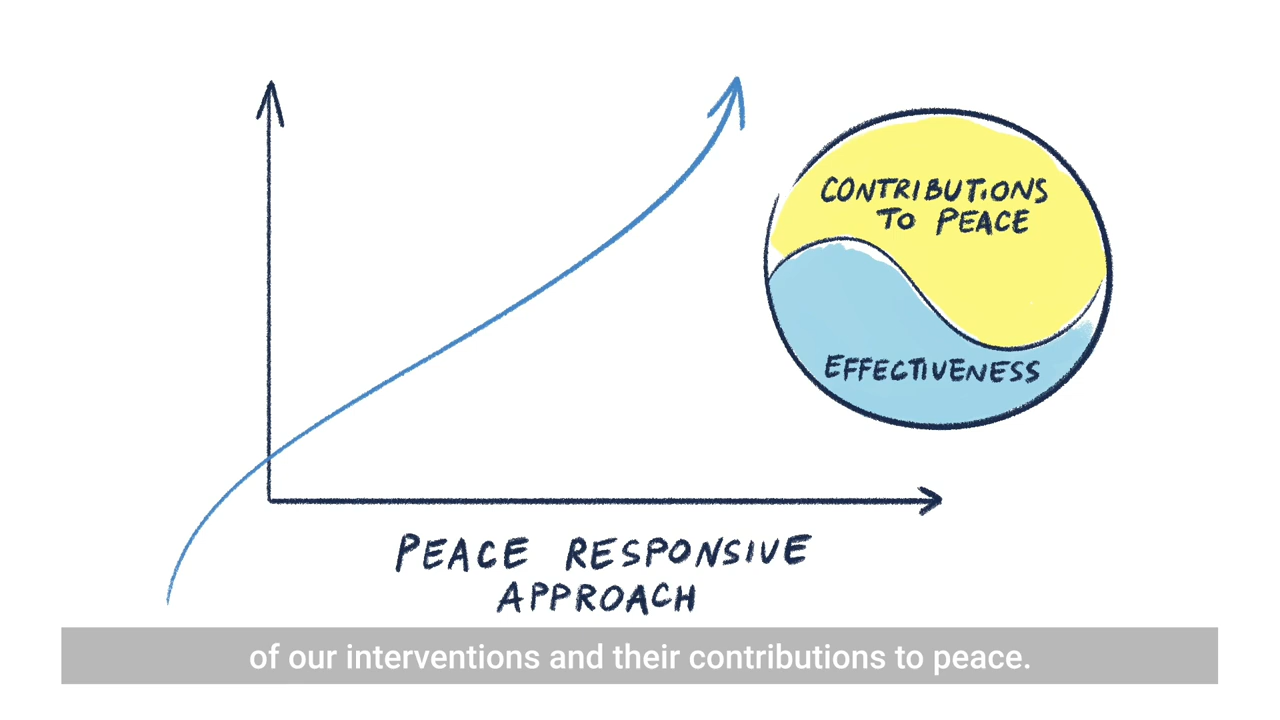 CONTRIBUTIONS
TO PEACE
EFFECTIVENESS
PEACE RESPONSIVE
APPROACH
of our interventions and their contributions to peace.